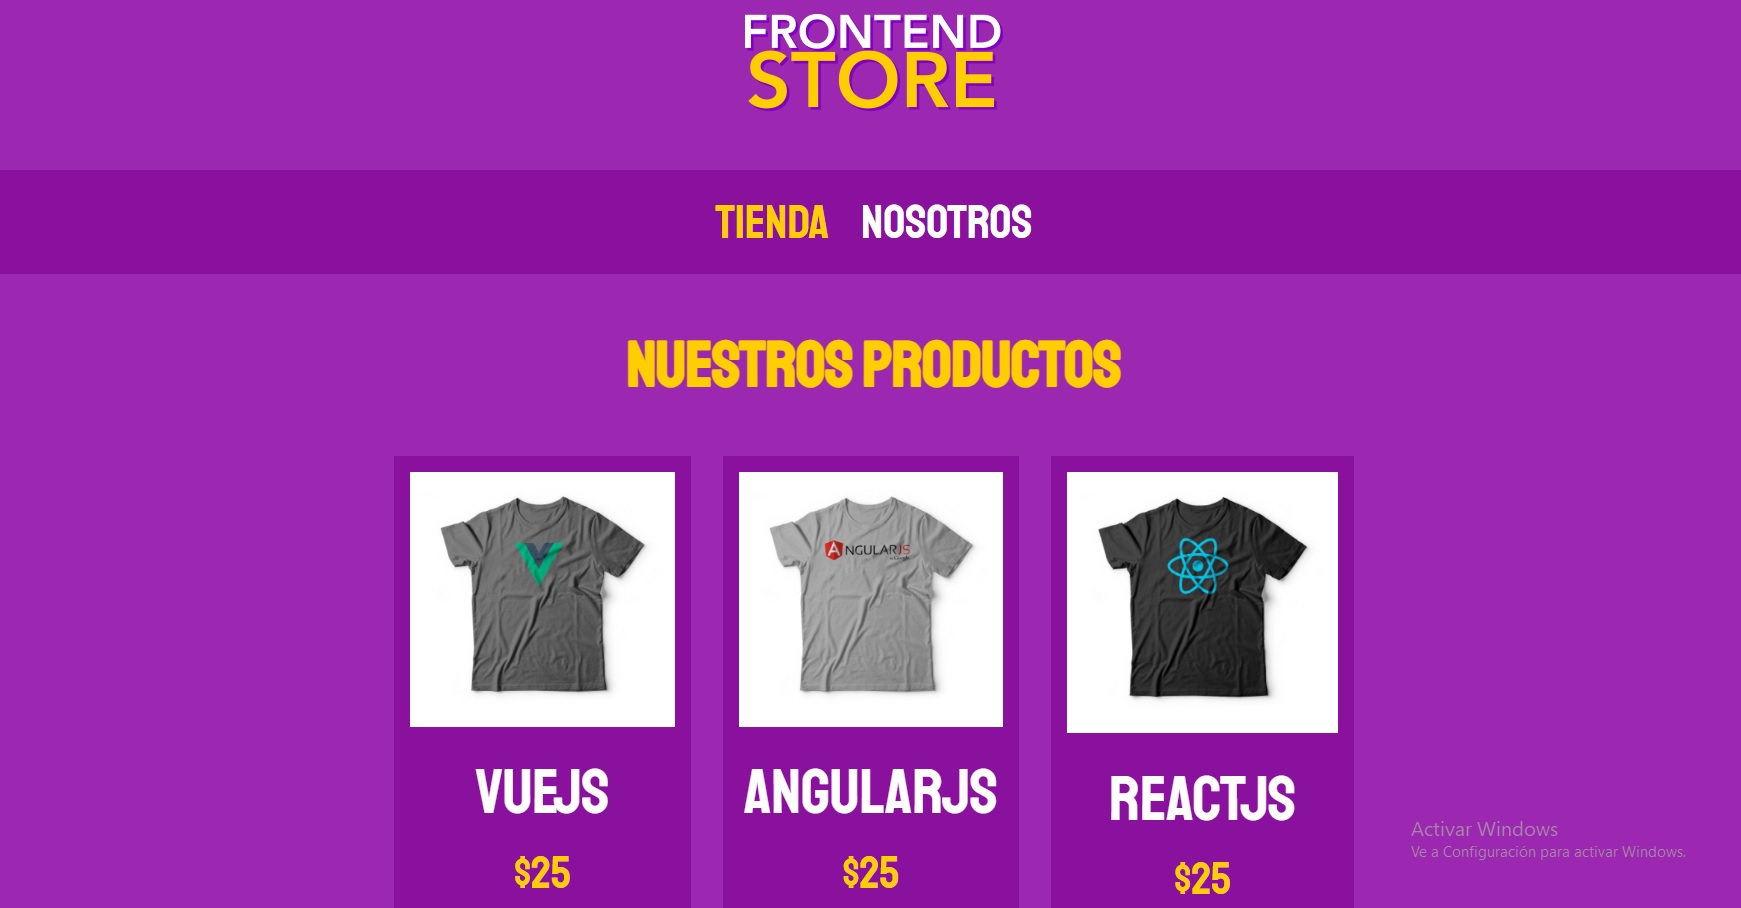 FRONTEND
STORE
TIENDA NOSOTROS
NUESTROS PRODUCTOS
ANGULARJS
VUEJS ANGULARJS REACTJS
$25 $25 $25
Activar Windows
Ve a Configuración para activar Windows.